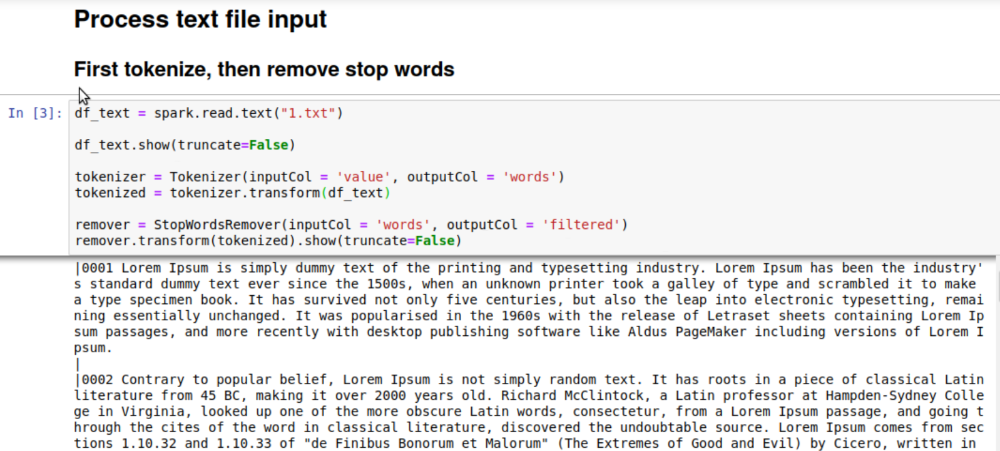 Process text file input
First tokenize, then remove stop words
In [3]: df_text = spark.read.text("1.txt")
df_text.show(truncate=False)
tokenizer = Tokenizer(inputCol = 'value', outputCol = 'words')
tokenized = tokenizer.transform(df_text)
remover = StopWordsRemover(inputCol = 'words', outputCol = 'filtered')
remover.transform(tokenized).show(truncate=False)
|0001 Lorem Ipsum is simply dummy text of the printing and typesetting industry. Lorem Ipsum has been the industry'
s standard dummy text ever since the 1500s, when an unknown printer took a galley of type and scrambled it to make
a type specimen book. It has survived not only five centuries, but also the leap into electronic typesetting, remai
ning essentially unchanged. It was popularised in the 1960s with the release of Letraset sheets containing Lorem Ip
sum passages, and more recently with desktop publishing software like Aldus PageMaker including versions of Lorem I
psum.
|
|0002 Contrary to popular belief, Lorem Ipsum is not simply random text. It has roots in a piece of classical Latin
literature from 45 BC, making it over 2000 years old. Richard McClintock, a Latin professor at Hampden-Sydney Colle
ge in Virginia, looked up one of the more obscure Latin words, consectetur, from a Lorem Ipsum passage, and going t
hrough the cites of the word in classical literature, discovered the undoubtable source. Lorem Ipsum comes from sec
tions 1.10.32 and 1.10.33 of "de Finibus Bonorum et Malorum" (The Extremes of Good and Evil) by Cicero, written in